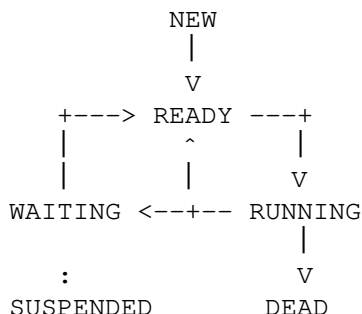 NEW
|
V
+---> READY ---+
| ^ |
| | V
WAITING <--+-- RUNNING
|
: V
SUSPENDED DEAD